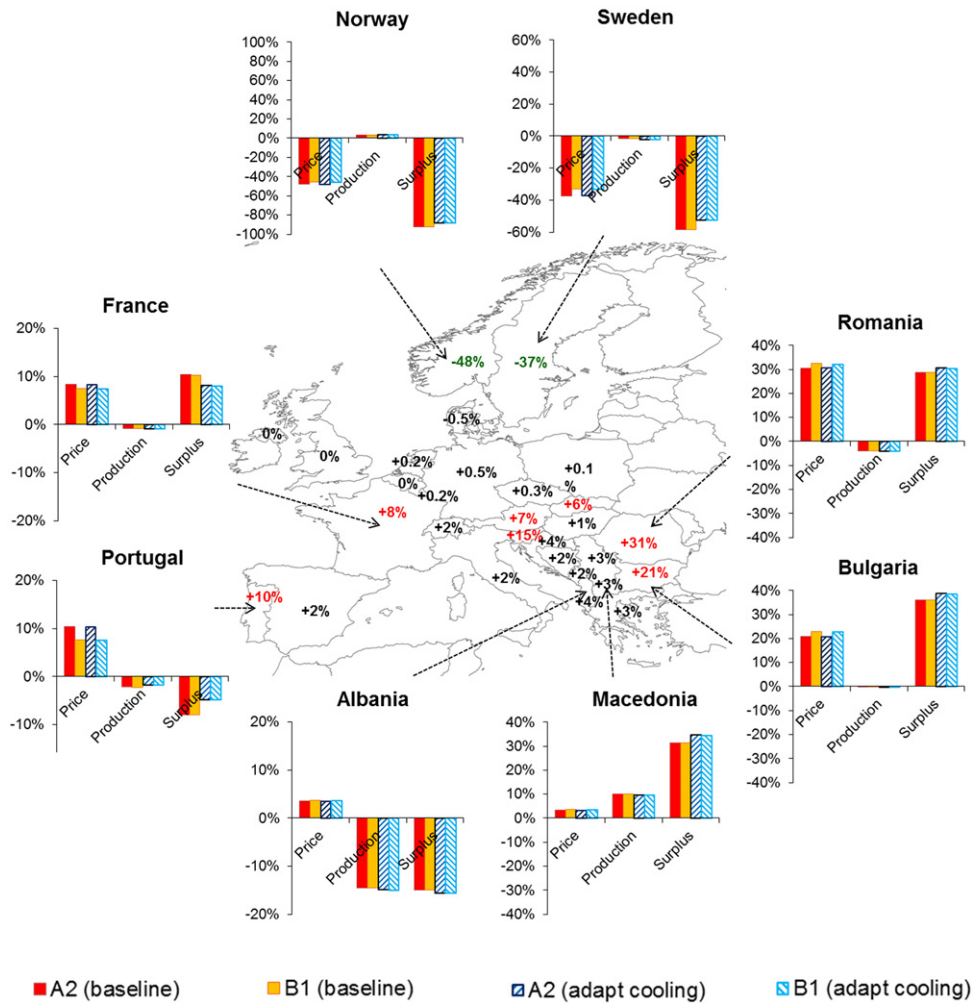 Norway
100%
80%
60%
40%
20%
0%
-20%
-40%
-60%
-80%
-100%
Price
Production
Surplus
Sweden
60%
40%
20%
0%
-20%
-40%
-60%
Price
Production
Surplus
France
20%
10%
0%
-10%
-20%
Price
Production
Surplus
Romania
40%
30%
20%
10%
0%
-10%
-20%
-30%
-40%
Price
Production
Surplus
-48%
-37%
-0.5%
0%
0%
+0.2%
+0.5%
+0.1
%
0%
+0.2%
+0.3%
+6%
+8%
+7%
+1%
+2%
+15%
+4%
+31%
+2%
+3%
+2%
+2%
+21%
+3%
+10%
+2%
+4%
+3%
Portugal
20%
10%
0%
-10%
Price
Production
Surplus
Bulgaria
40%
30%
20%
10%
0%
-10%
-20%
-30%
-40%
Price
Production
Surplus
Albania
20%
10%
0%
-10%
-20%
Price
Production
Surplus
Macedonia
40%
30%
20%
10%
0%
-10%
-20%
-30%
-40%
Price
Production
Surplus
A2 (baseline) B1 (baseline) A2 (adapt cooling) B1 (adapt cooling)